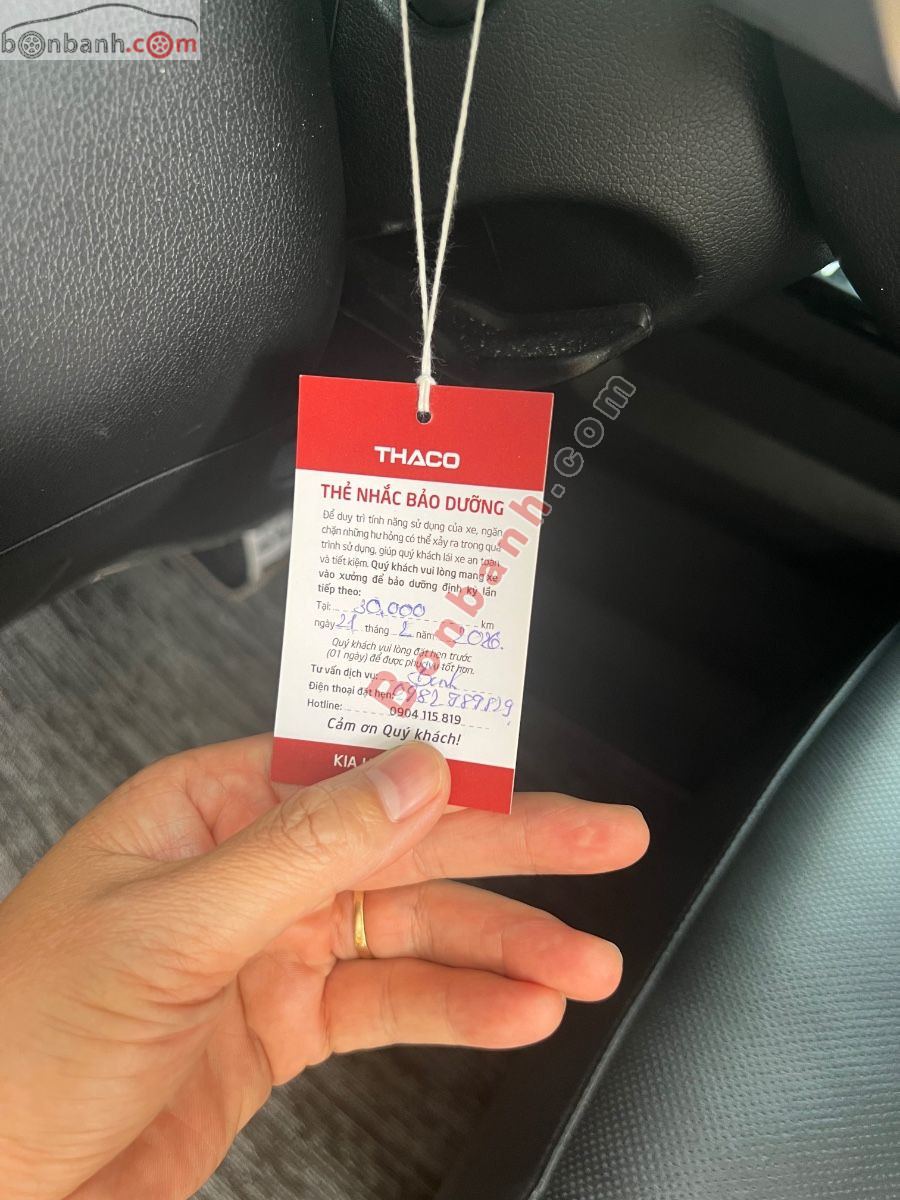 bonbanh.com
THACO
THẺ NHẮC BẢO DƯỠNG
Để duy trì tính năng sử dụng của xe, ngăn
chặn những hư hỏng có thể xảy ra trong quá
trình sử dụng, giúp quý khách lái xe an toàn
và tiết kiệm. Quý khách vui lòng mang xe
vào xưởng để bảo dưỡng định kỳ lần
tiếp theo:
Tại: 30.000 km
ngày 21 tháng 2 năm 2026.
Quý khách vui lòng đặt hẹn trước
(01 ngày) để được phục vụ tốt hơn.
Tư vấn dịch vụ:
Điện thoại đặt hẹn: 0982789829
Hotline: 0904 115 819
Cảm ơn Quý khách!
KIA
Bonbanh.com